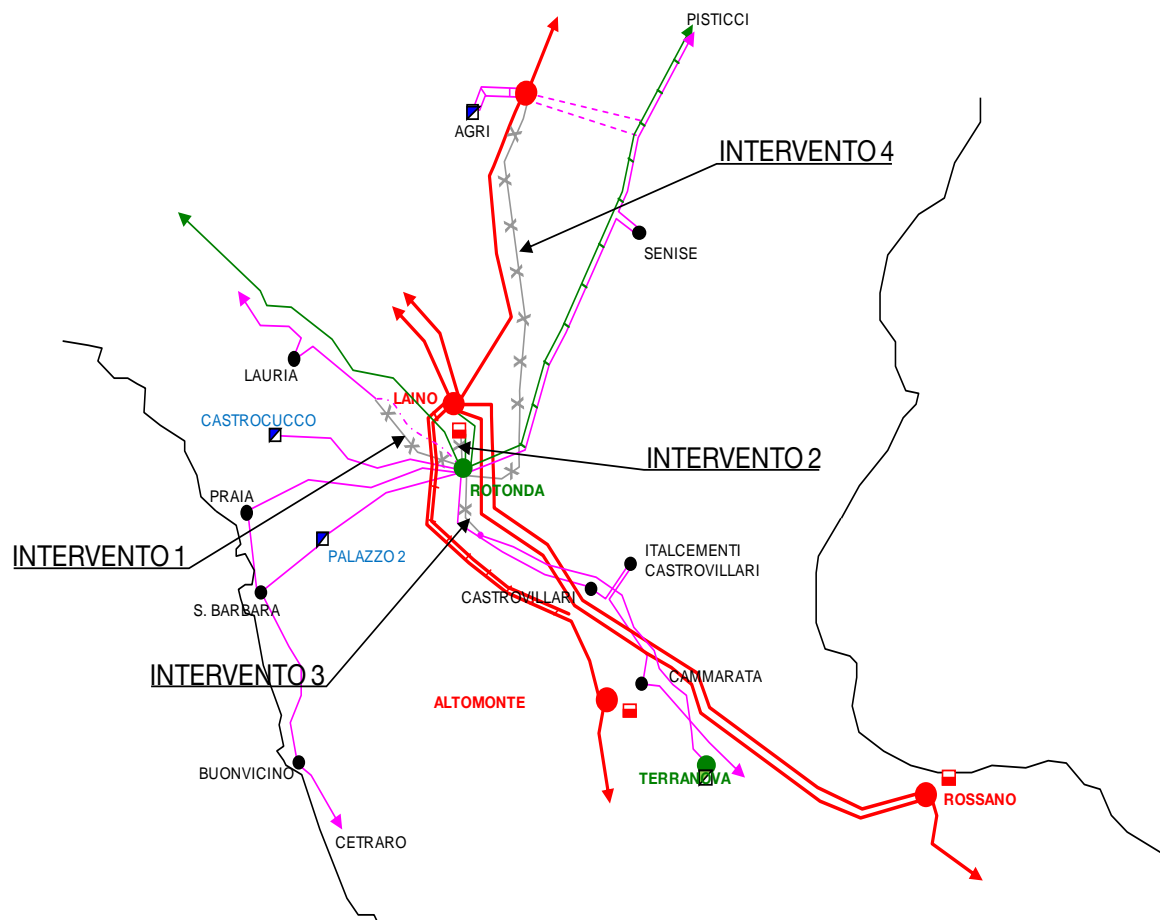 PISTICCI
AGRI
INTERVENTO 4
SENISE
LAURIA
LAINO
CASTROCUCCO
INTERVENTO 2
ROTONDA
PRAIA
INTERVENTO 1
PALAZZO 2
ITALCEMENTI
CASTROVILLARI
CASTROVILLARI
S. BARBARA
INTERVENTO 3
CAMMARATA
ALTOMONTE
BUONVICINO
TERRANOVA
ROSSANO
CETRARO